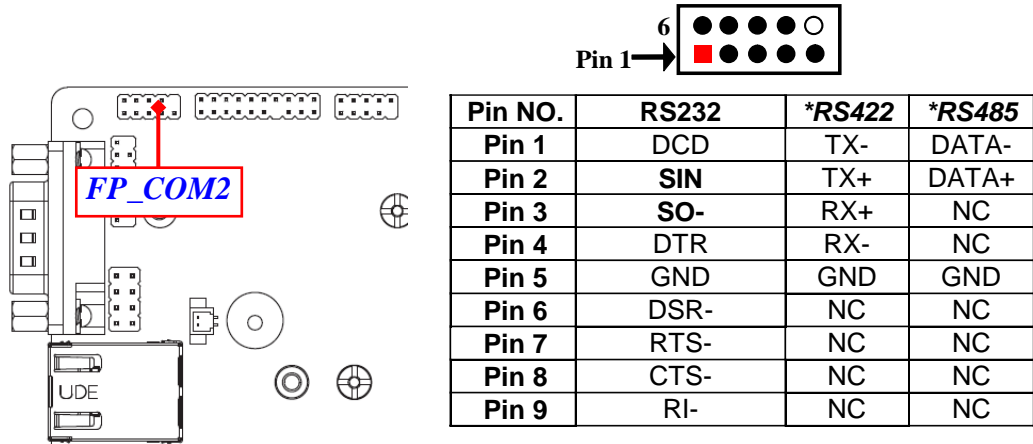 6
Pin 1
FP_COM2
UDE
Pin NO. RS232 *RS422 *RS485
Pin 1 DCD TX- DATA-
Pin 2 SIN TX+ DATA+
Pin 3 SO- RX+ NC
Pin 4 DTR RX- NC
Pin 5 GND GND GND
Pin 6 DSR- NC NC
Pin 7 RTS- NC NC
Pin 8 CTS- NC NC
Pin 9 RI- NC NC